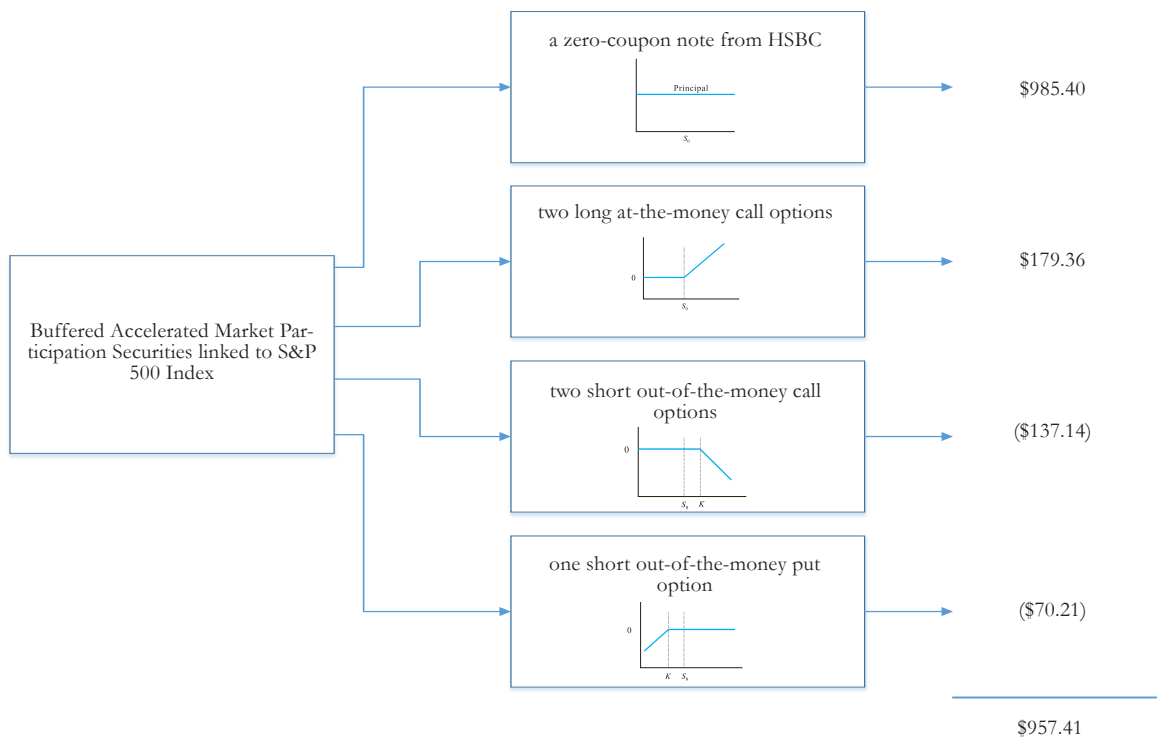 a zero-coupon note from HSBC
Principal
S₀
$985.40
two long at-the-money call options
0
S₀
$179.36
Buffered Accelerated Market Par-
ticipation Securities linked to S&P
500 Index
two short out-of-the-money call
options
0
S₀ K
($137.14)
one short out-of-the-money put
option
0
K S₀
($70.21)
$957.41